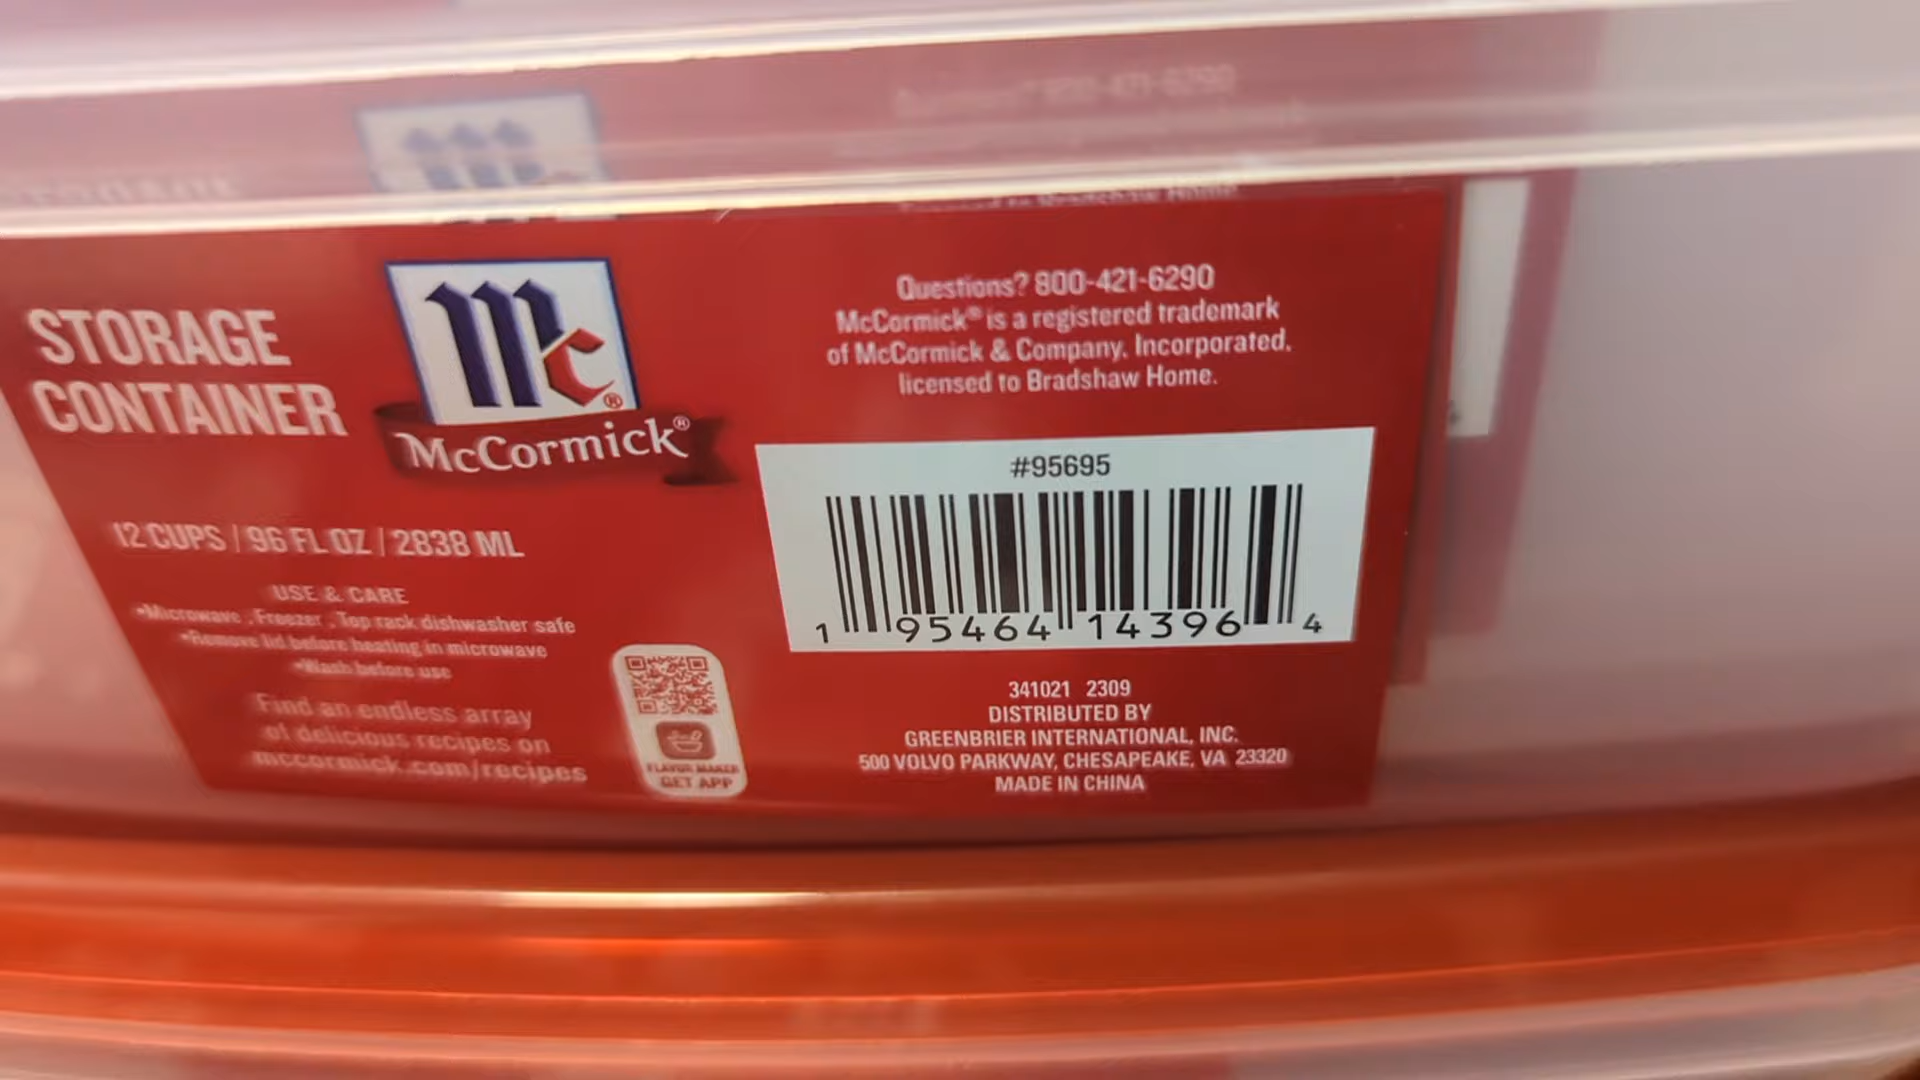 STORAGE
CONTAINER
Mc®
McCormick®
12 CUPS | 96 FL OZ | 2838 ML
USE & CARE
•Microwave , Freezer , Top rack dishwasher safe
•Remove lid before heating in microwave
•Wash before use
Find an endless array
of delicious recipes on
mccormick.com/recipes
FLAVOR MAKER
GET APP
Questions? 800-421-6290
McCormick® is a registered trademark
of McCormick & Company, Incorporated,
licensed to Bradshaw Home.
#95695
1 95464 14396 4
341021 2309
DISTRIBUTED BY
GREENBRIER INTERNATIONAL, INC.
500 VOLVO PARKWAY, CHESAPEAKE, VA 23320
MADE IN CHINA